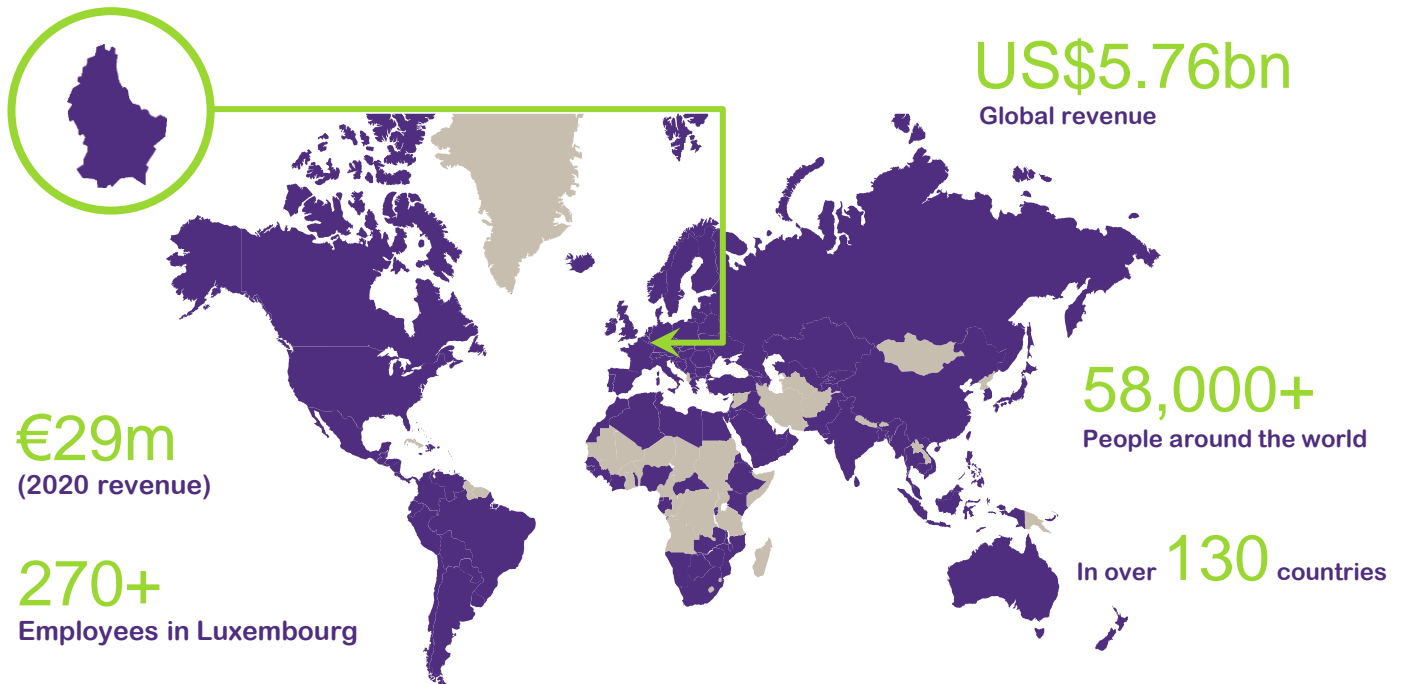 US$5.76bn
Global revenue
58,000+
People around the world
€29m
(2020 revenue)
In over 130 countries
270+
Employees in Luxembourg